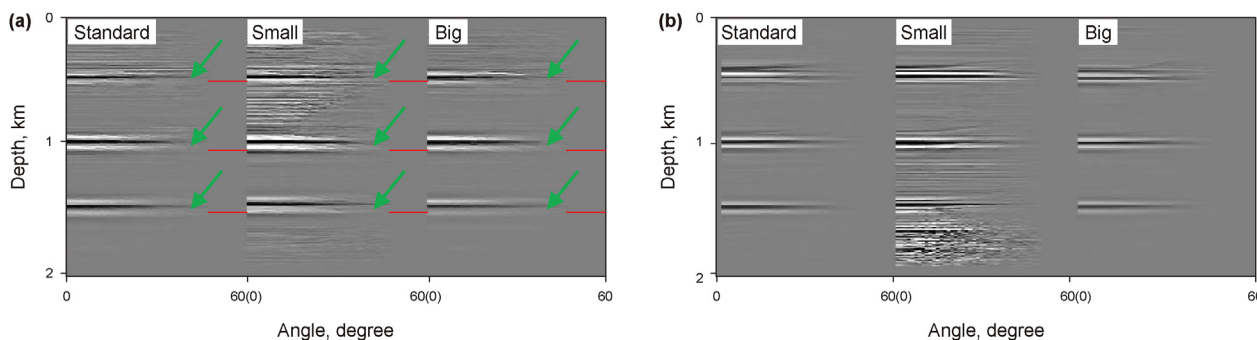 (a)
Standard
Small
Big
0
1
2
Depth, km
0
60(0)
60(0)
60
Angle, degree
(b)
Standard
Small
Big
0
1
2
Depth, km
0
60(0)
60(0)
60
Angle, degree